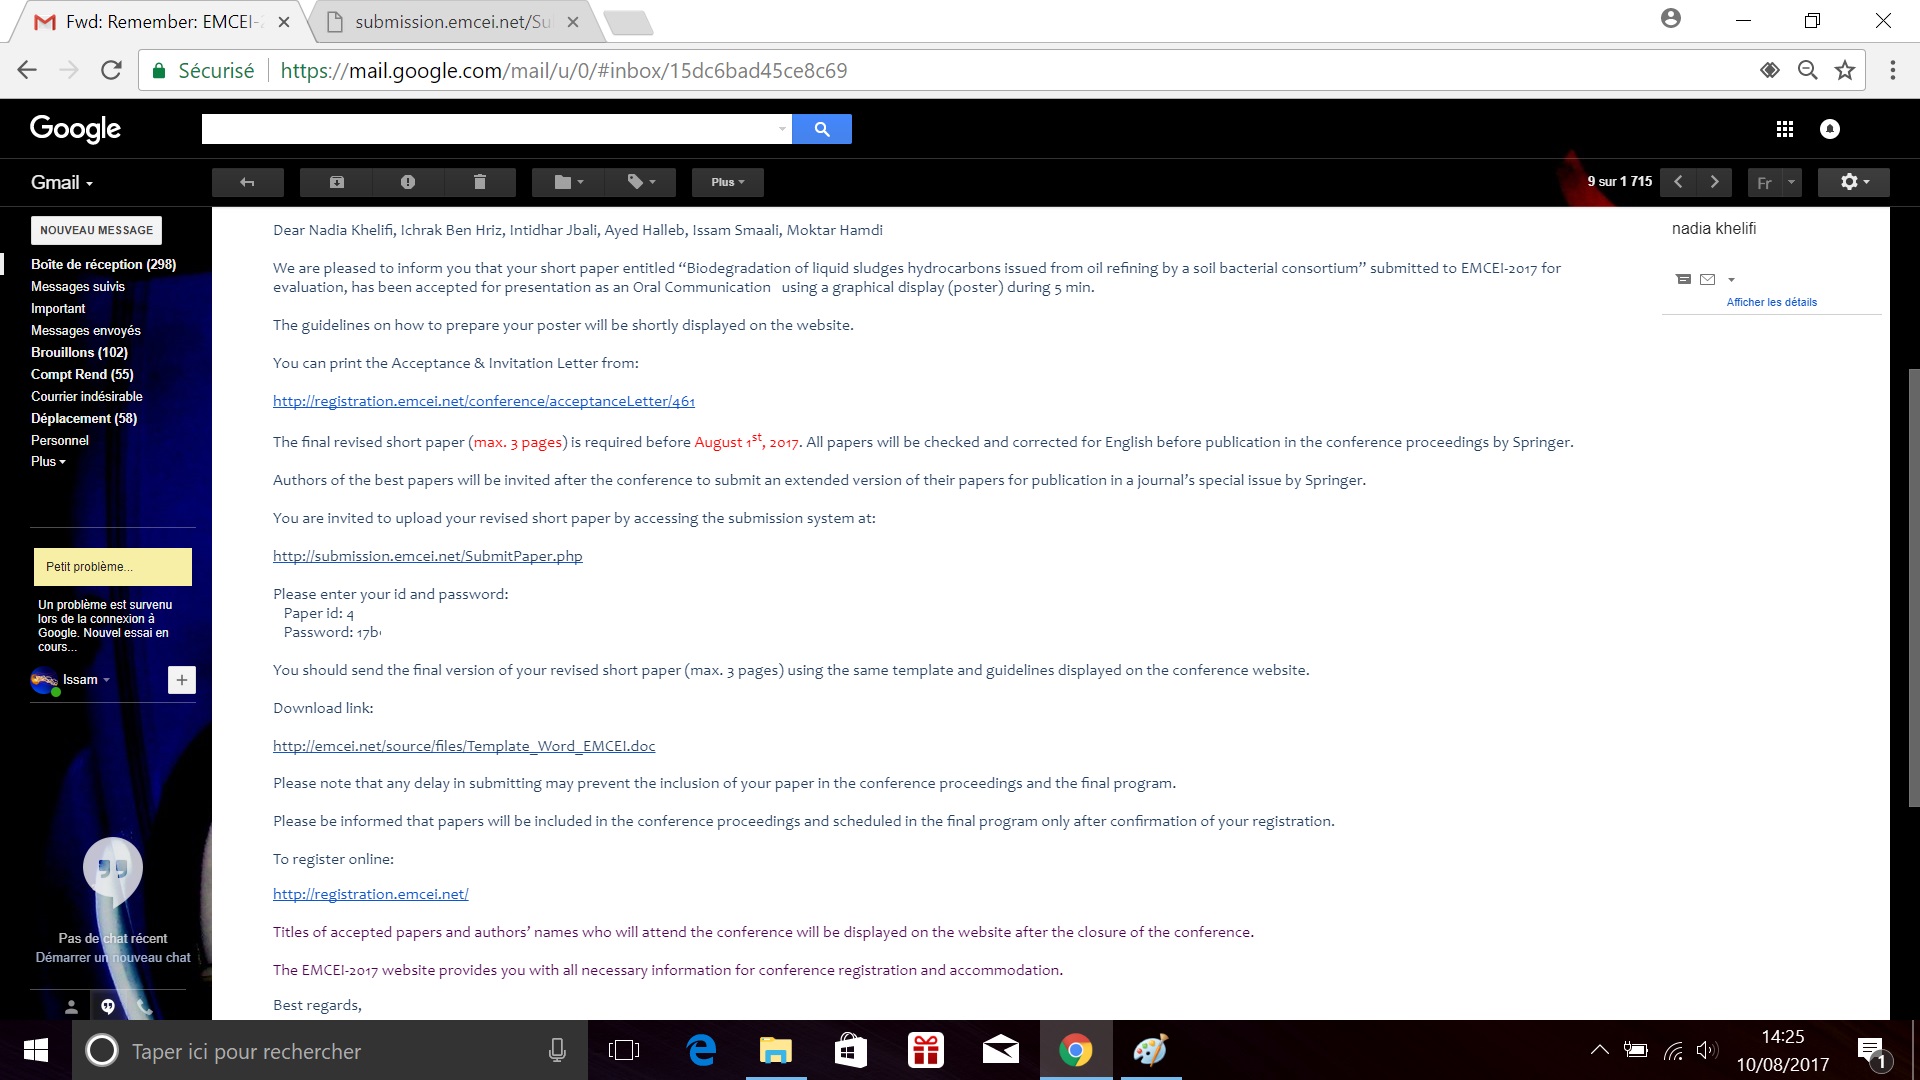 Fwd: Remember: EMCEI-2
submission.emcei.net/Su
Sécurisé
https://mail.google.com/mail/u/0/#inbox/15dc6bad45ce8c69
Google
Gmail
Plus
9 sur 1 715
Fr
NOUVEAU MESSAGE
Boîte de réception (298)
Messages suivis
Important
Messages envoyés
Brouillons (102)
Compt Rend (55)
Courrier indésirable
Déplacement (58)
Personnel
Plus
Petit problème...
Un problème est survenu
lors de la connexion à
Google. Nouvel essai en
cours...
Issam
Pas de chat récent
Démarrer un nouveau chat
Dear Nadia Khelifi, Ichrak Ben Hriz, Intidhar Jbali, Ayed Halleb, Issam Smaali, Moktar Hamdi
We are pleased to inform you that your short paper entitled “Biodegradation of liquid sludges hydrocarbons issued from oil refining by a soil bacterial consortium” submitted to EMCEI-2017 for
evaluation, has been accepted for presentation as an Oral Communication using a graphical display (poster) during 5 min.
The guidelines on how to prepare your poster will be shortly displayed on the website.
You can print the Acceptance & Invitation Letter from:
http://registration.emcei.net/conference/acceptanceLetter/461
The final revised short paper (max. 3 pages) is required before August 1st, 2017. All papers will be checked and corrected for English before publication in the conference proceedings by Springer.
Authors of the best papers will be invited after the conference to submit an extended version of their papers for publication in a journal’s special issue by Springer.
You are invited to upload your revised short paper by accessing the submission system at:
http://submission.emcei.net/SubmitPaper.php
Please enter your id and password:
Paper id: 4
Password: 17b
You should send the final version of your revised short paper (max. 3 pages) using the same template and guidelines displayed on the conference website.
Download link:
http://emcei.net/source/files/Template_Word_EMCEI.doc
Please note that any delay in submitting may prevent the inclusion of your paper in the conference proceedings and the final program.
Please be informed that papers will be included in the conference proceedings and scheduled in the final program only after confirmation of your registration.
To register online:
http://registration.emcei.net/
Titles of accepted papers and authors’ names who will attend the conference will be displayed on the website after the closure of the conference.
The EMCEI-2017 website provides you with all necessary information for conference registration and accommodation.
Best regards,
nadia khelifi
Afficher les détails
Taper ici pour rechercher
14:25
10/08/2017
1